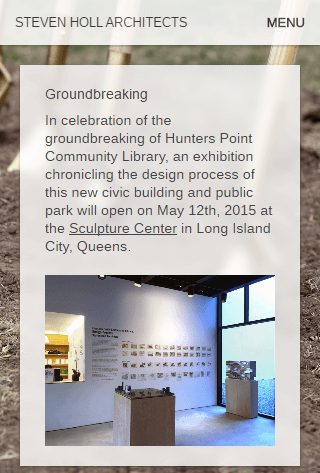 STEVEN HOLL ARCHITECTS MENU
Groundbreaking
In celebration of the
groundbreaking of Hunters Point
Community Library, an exhibition
chronicling the design process of
this new civic building and public
park will open on May 12th, 2015 at
the Sculpture Center in Long Island
City, Queens.